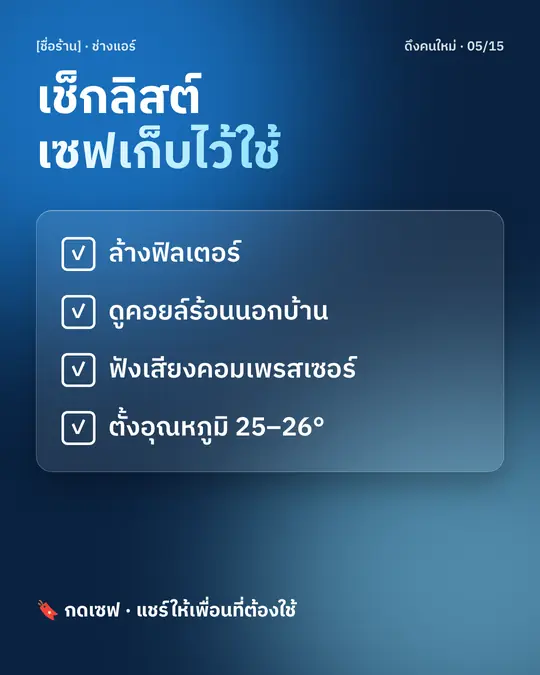 [ชื่อร้าน] · ช่างแอร์
ดึงคนใหม่ · 05/15
เช็กลิสต์
เซฟเก็บไว้ใช้
ล้างฟิลเตอร์
ดูคอยล์ร้อนนอกบ้าน
ฟังเสียงคอมเพรสเซอร์
ตั้งอุณหภูมิ 25–26°
🔖 กดเซฟ · แชร์ให้เพื่อนที่ต้องใช้